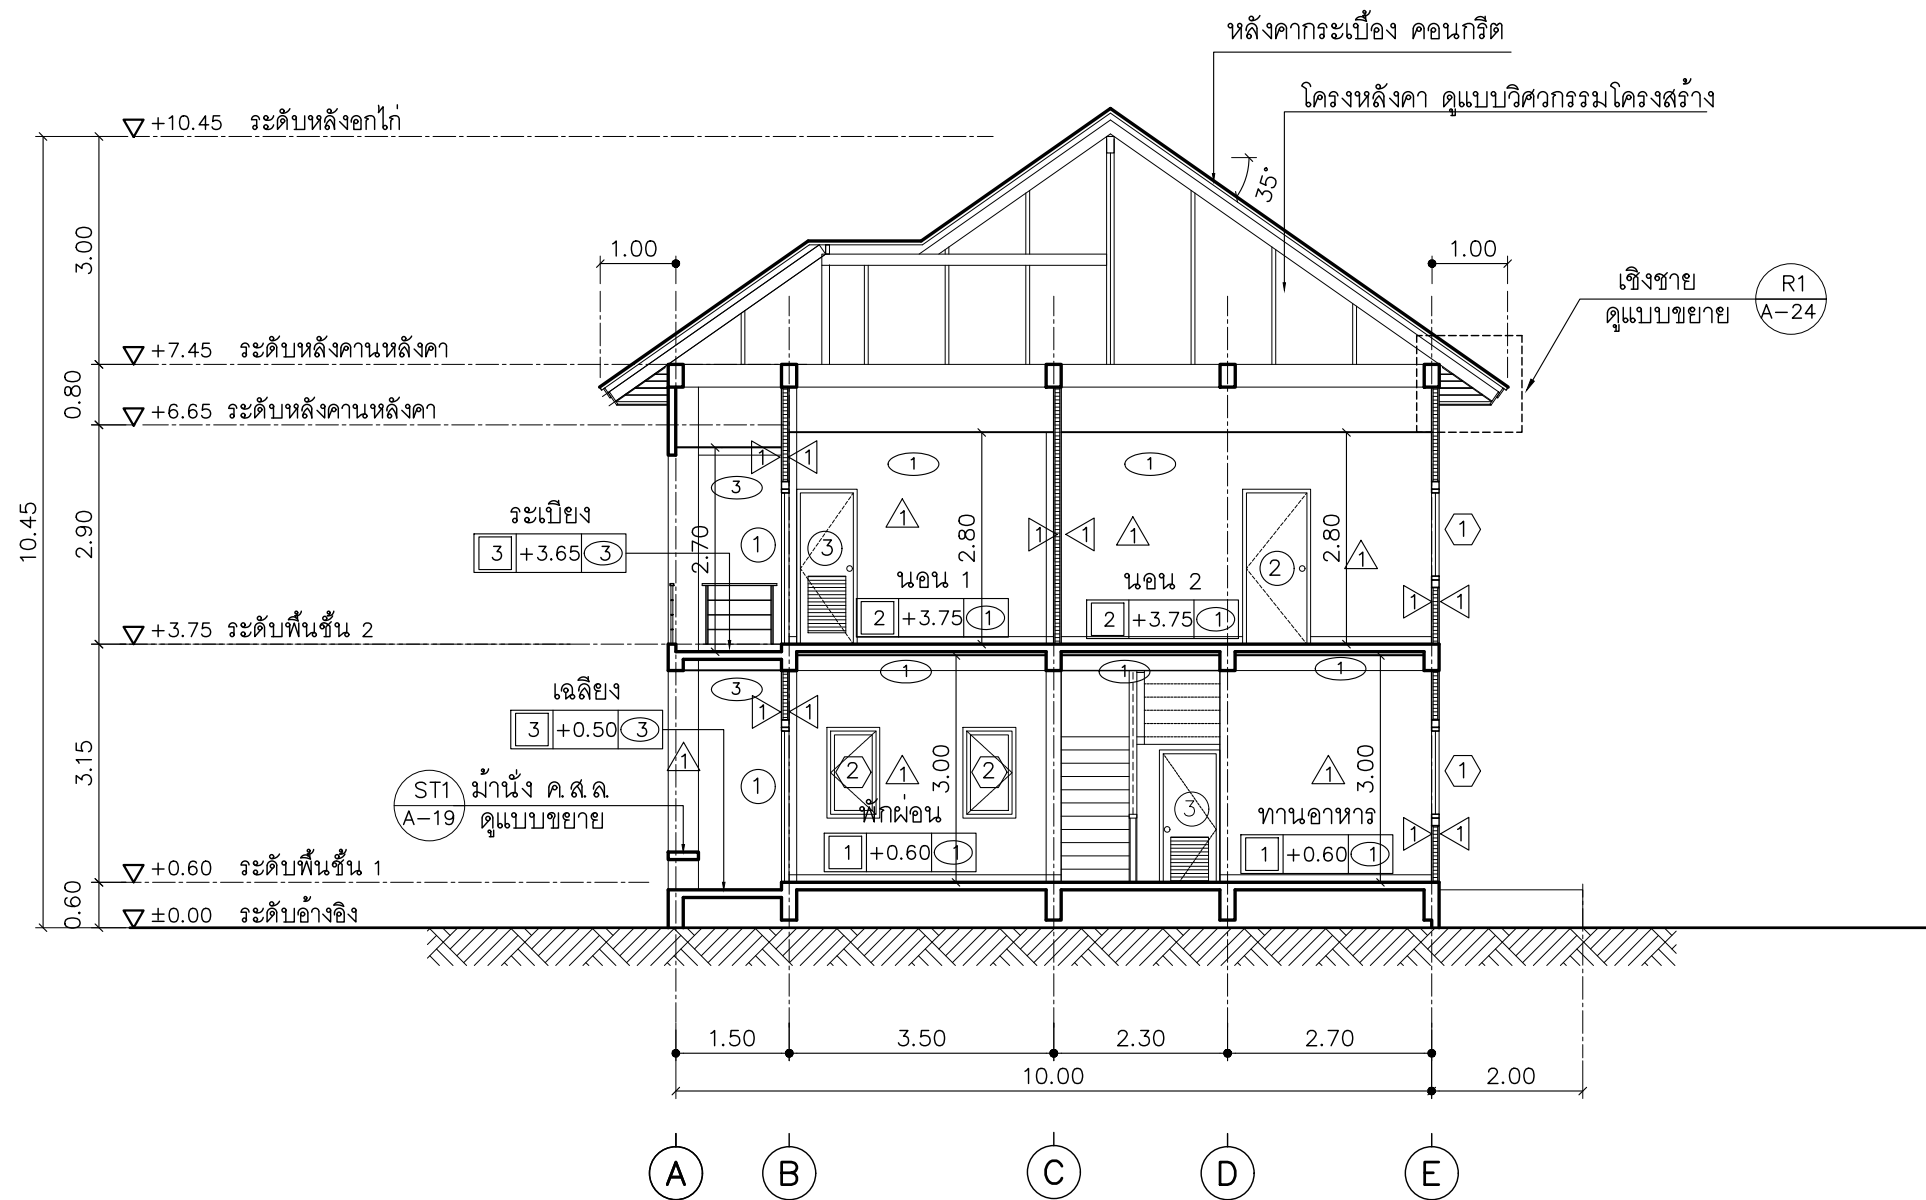 หลังคากระเบื้อง คอนกรีต
โครงหลังคา ดูแบบวิศวกรรมโครงสร้าง
+10.45 ระดับหลังอกไก่
35°
3.00
1.00
1.00
เชิงชาย
ดูแบบขยาย
R1
A-24
+7.45 ระดับหลังคานหลังคา
0.80
+6.65 ระดับหลังคานหลังคา
1
1
1
1
3
10.45
2.90
ระเบียง
3 +3.65 3
2.70
1
3
1
2.80
1
1
1
2
2.80
1
1
นอน 1
2 +3.75 1
นอน 2
2 +3.75 1
1
1
+3.75 ระดับพื้นชั้น 2
3
1
1
1
1
1
เฉลียง
3 +0.50 3
3.15
1
1
2
1
3.00
2
3
1
3.00
1
ST1
A-19
ม้านั่ง ค.ส.ล.
ดูแบบขยาย
พักผ่อน
1 +0.60 1
ทานอาหาร
1 +0.60 1
1
1
+0.60 ระดับพื้นชั้น 1
0.60
±0.00 ระดับอ้างอิง
1.50
3.50
2.30
2.70
10.00
2.00
A
B
C
D
E